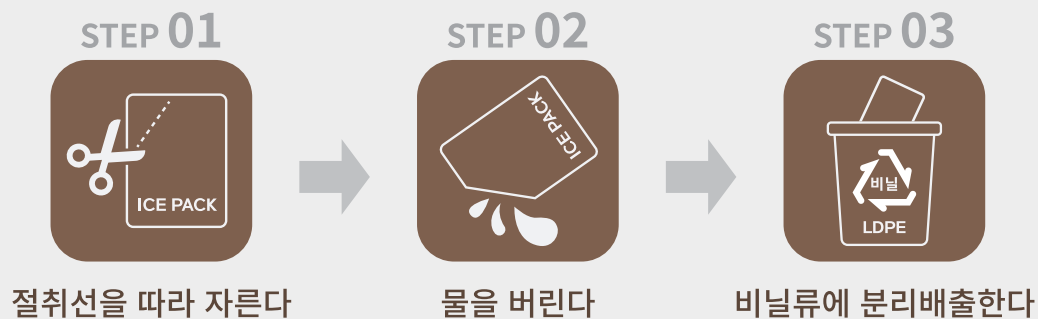 STEP 01
STEP 02
STEP 03
ICE PACK
ICE PACK
비닐
LDPE
절취선을 따라 자른다
물을 버린다
비닐류에 분리배출한다